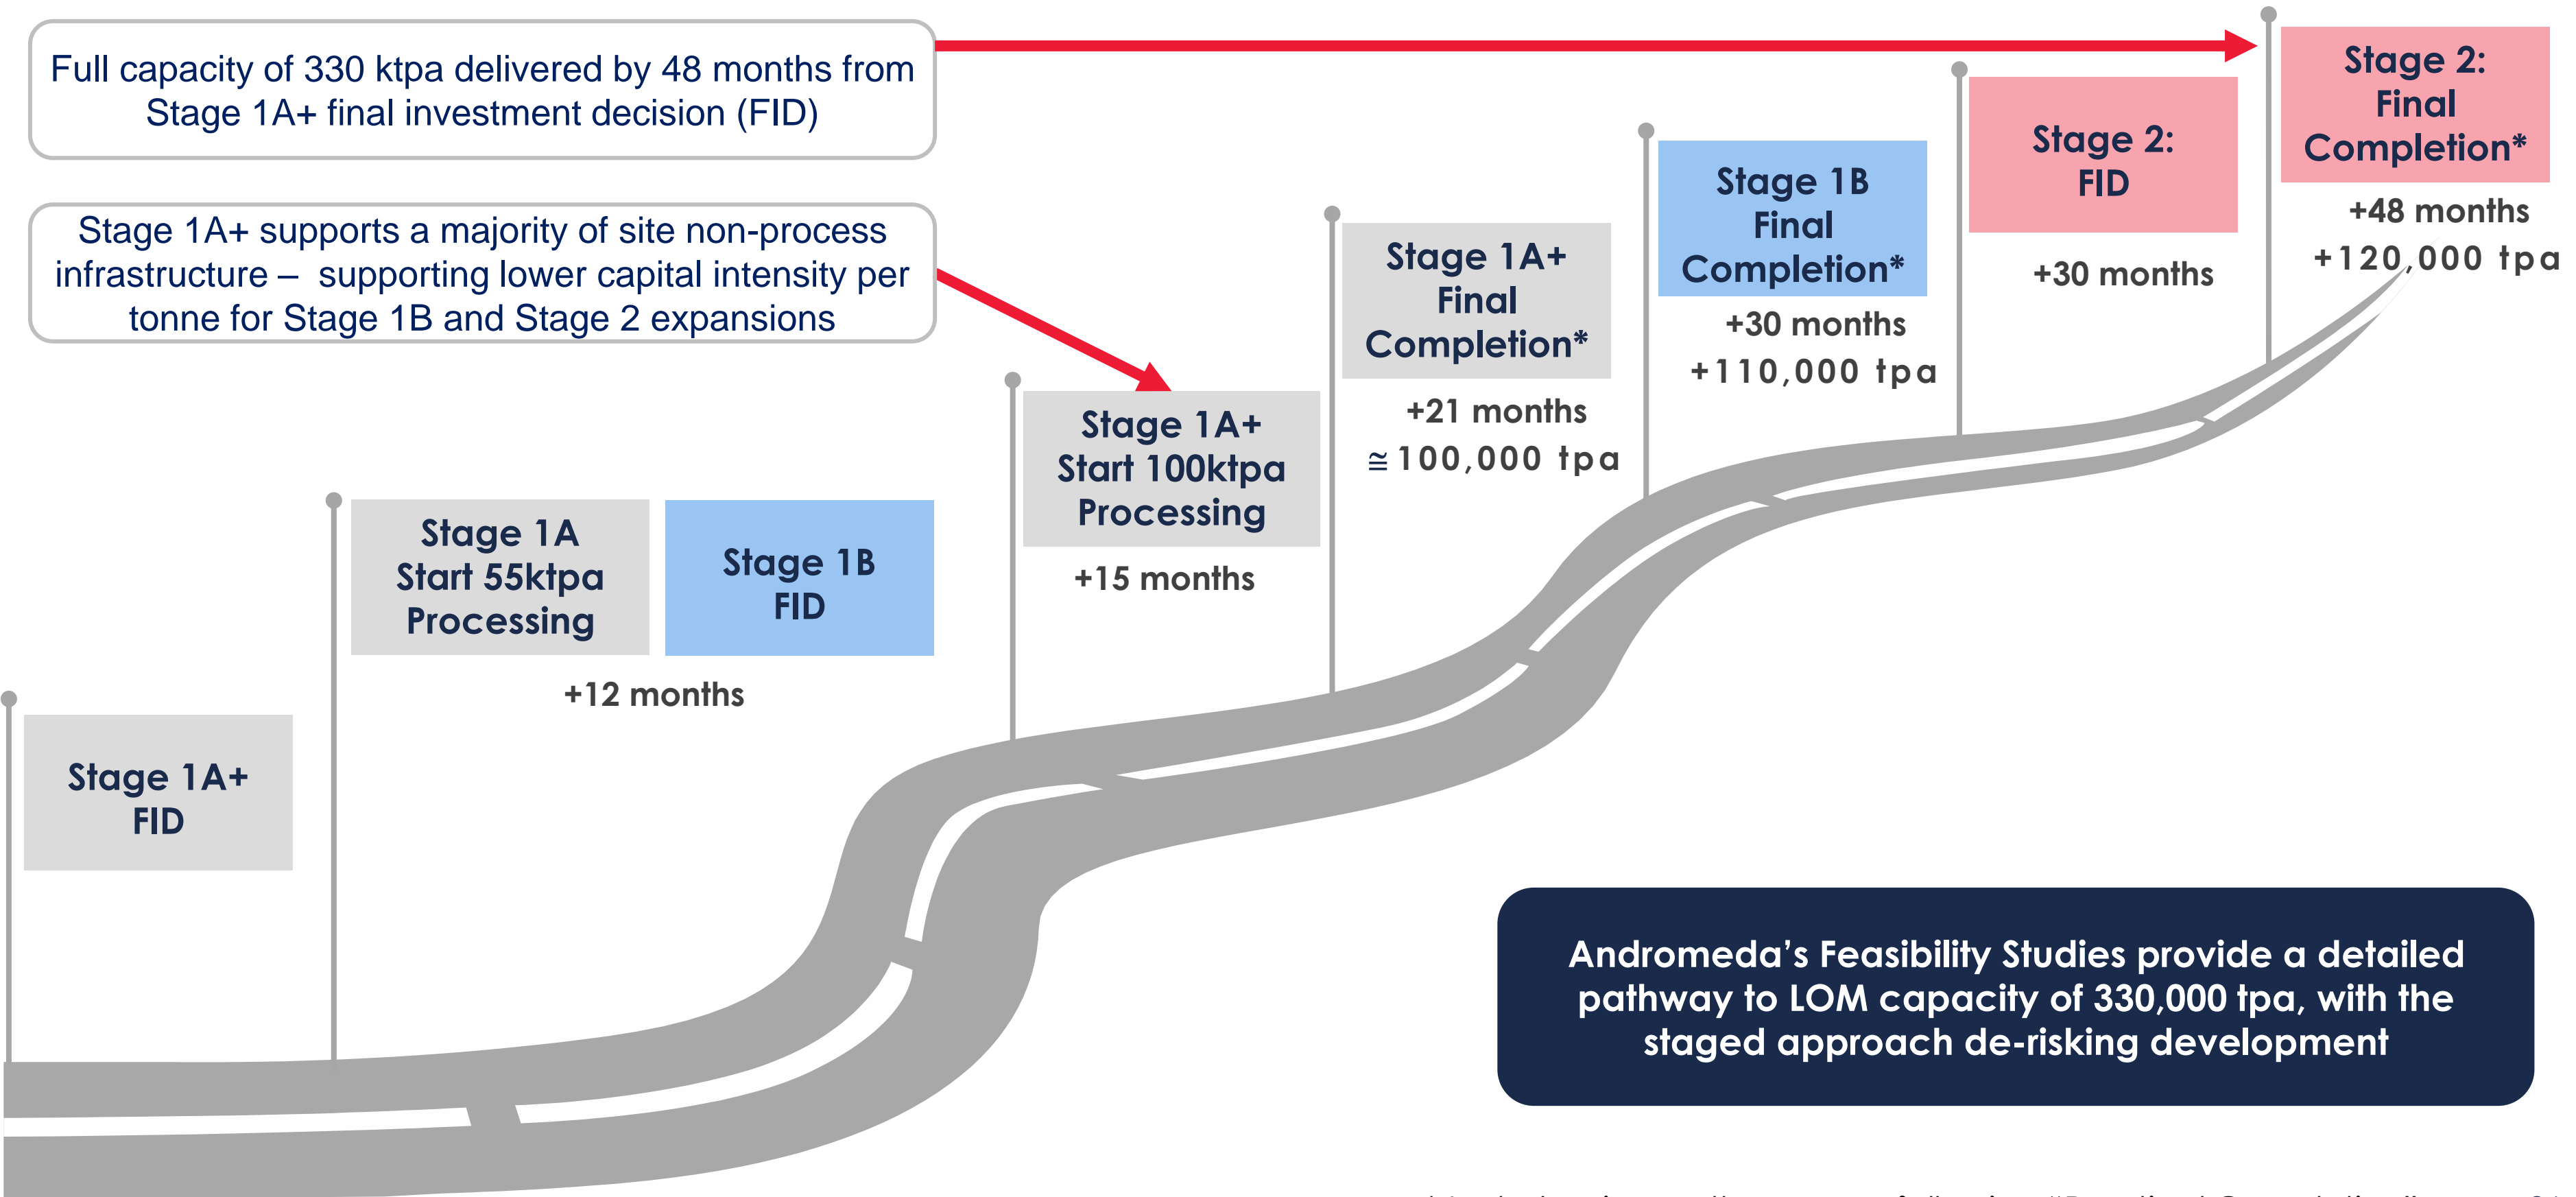 Full capacity of 330 ktpa delivered by 48 months from
Stage 1A+ final investment decision (FID)
Stage 1A+ supports a majority of site non-process
infrastructure – supporting lower capital intensity per
tonne for Stage 1B and Stage 2 expansions
Stage 1A+
FID
Stage 1A
Start 55ktpa
Processing
Stage 1B
FID
+12 months
Stage 1A+
Start 100ktpa
Processing
+15 months
Stage 1A+
Final
Completion*
+21 months
≅ 100,000 tpa
Stage 1B
Final
Completion*
+30 months
+110,000 tpa
Stage 2:
FID
+30 months
Stage 2:
Final
Completion*
+48 months
+120,000 tpa
Andromeda’s Feasibility Studies provide a detailed
pathway to LOM capacity of 330,000 tpa, with the
staged approach de-risking development